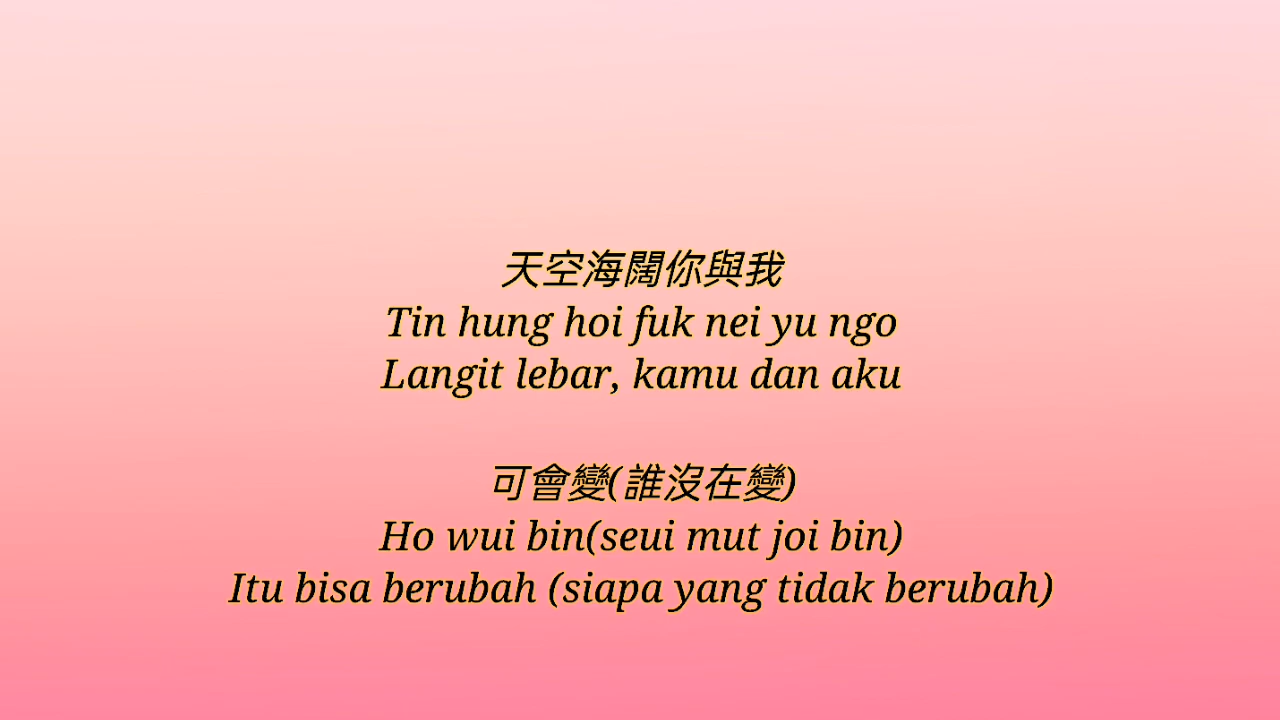 天空海闊你與我
Tin hung hoi fuk nei yu ngo
Langit lebar, kamu dan aku
可會變(誰沒在變)
Ho wui bin(seui mut joi bin)
Itu bisa berubah (siapa yang tidak berubah)